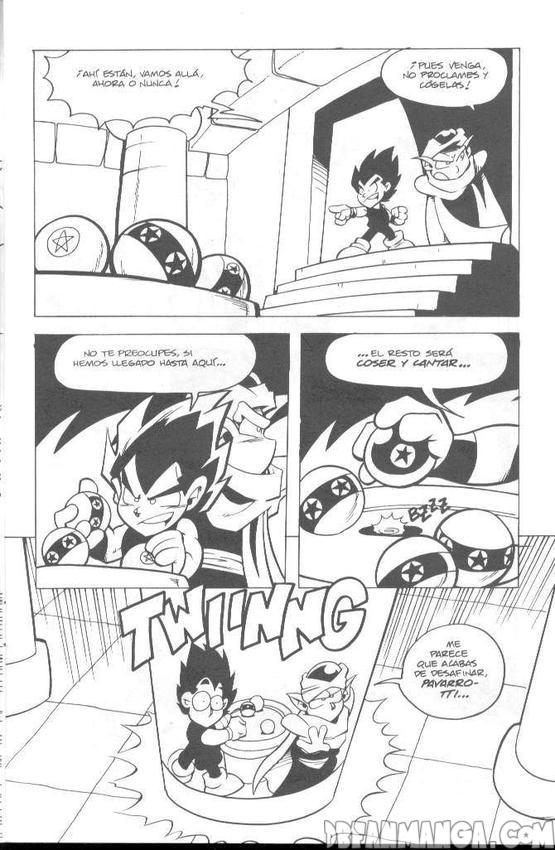 ¡AHÍ ESTÁN, VAMOS ALLÁ,
AHORA O NUNCA!
¡PUES VENGA,
NO PROCLAMES Y
CÓGELAS!
NO TE PREOCUPES, SI
HEMOS LLEGADO HASTA AQUÍ...
...EL RESTO SERÁ
COSER Y CANTAR...
BZZZ
TWIINNG
ME
PARECE
QUE ACABAS
DE DESAFINAR,
PAVARRO-
TTI...
DBFANMANGA.COM